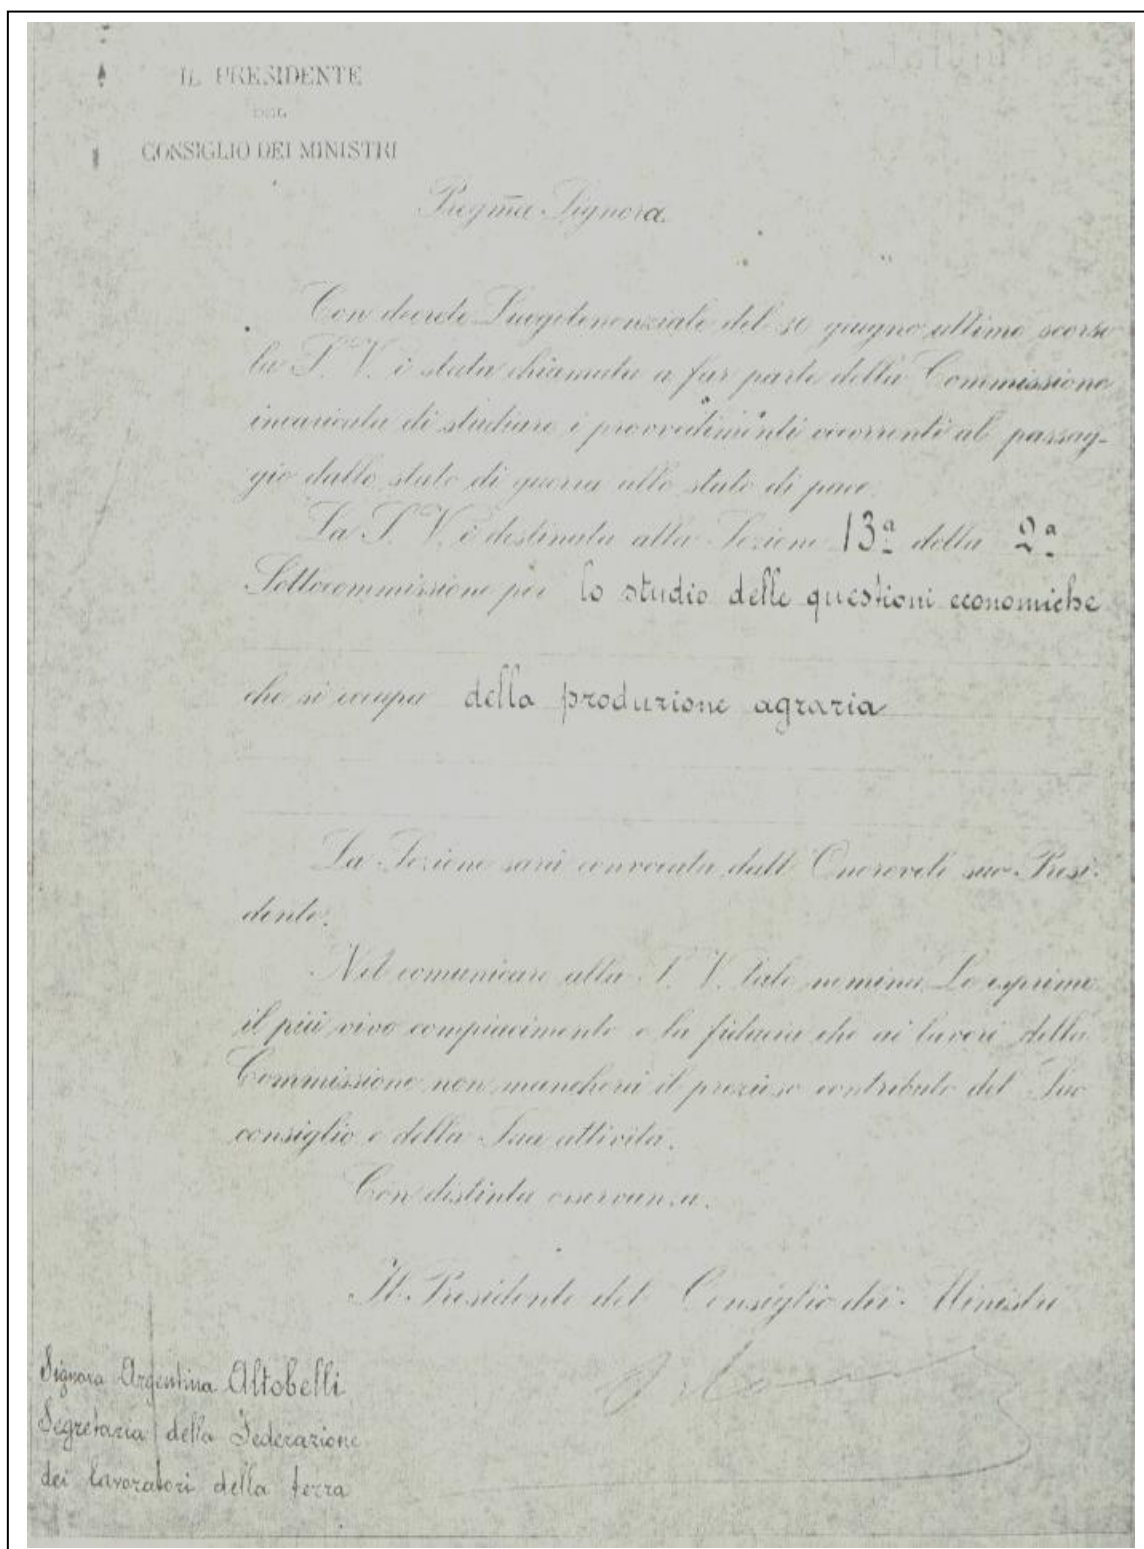 IL PRESIDENTE
DEL
CONSIGLIO DEI MINISTRI
Pregma Signora
Con decreto Luogotenenziale del 30 giugno ultimo scorso
la S. V. è stata chiamata a far parte della Commissione
incaricata di studiare i provvedimenti occorrenti al passag-
gio dallo stato di guerra allo stato di pace.
La S. V. è destinata alla Sezione 13ª della 2ª
Sottocommissione per lo studio delle questioni economiche
che si occupa della produzione agraria
La Sezione sarà convocata dall'Onorevole suo Presi-
dente.
Nel comunicare alla S. V. tale nomina Le esprimo
il più vivo compiacimento e la fiducia che ai lavori della
Commissione non mancherà il prezioso contributo del Suo
consiglio e della Sua attività.
Con distinta osservanza.
Il Presidente del Consiglio dei Ministri
Signora Argentina Altobelli
Segretaria della Federazione
dei lavoratori della terra